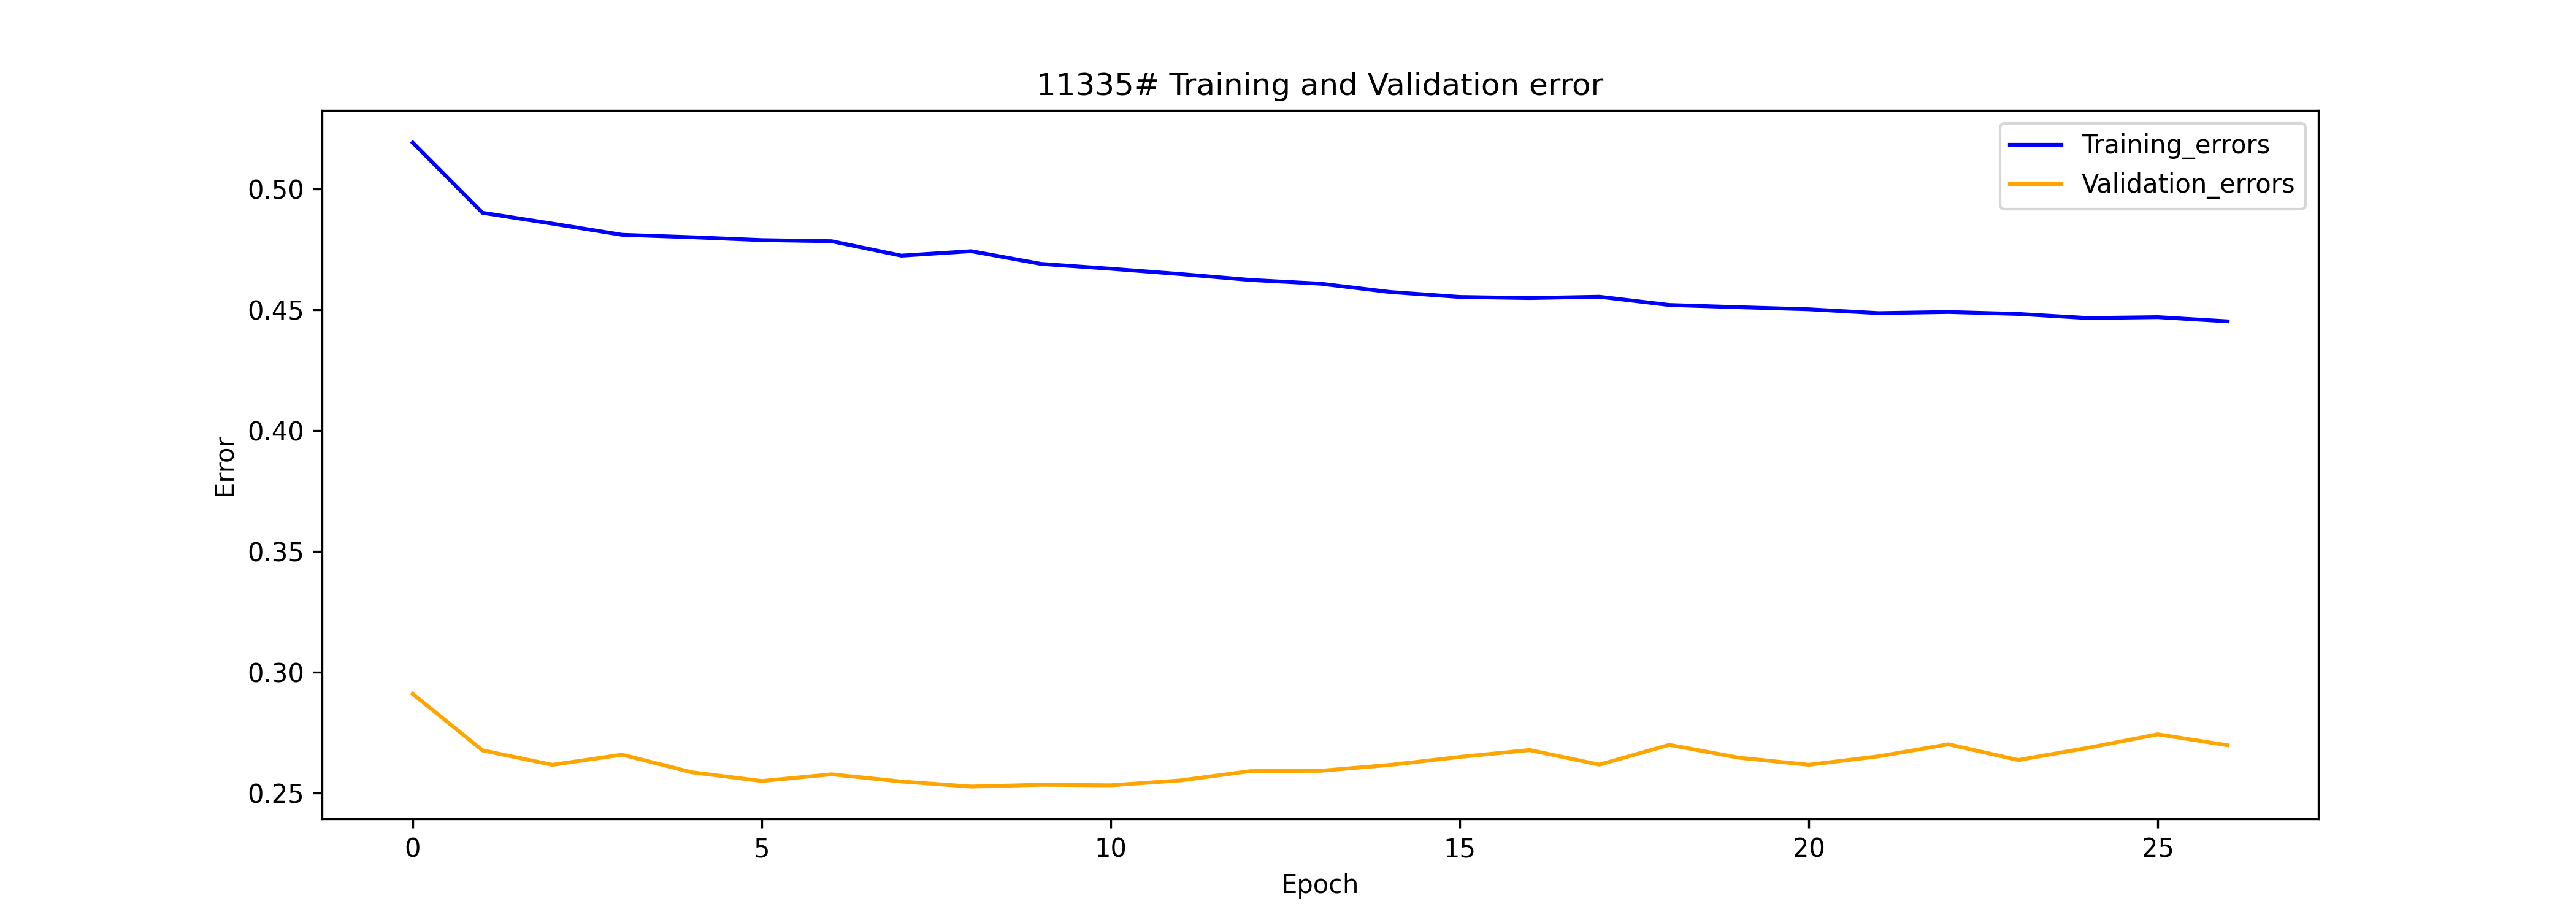 11335# Training and Validation error
Training_errors
Validation_errors
Error
0.50
0.45
0.40
0.35
0.30
0.25
0 5 10 15 20 25
Epoch